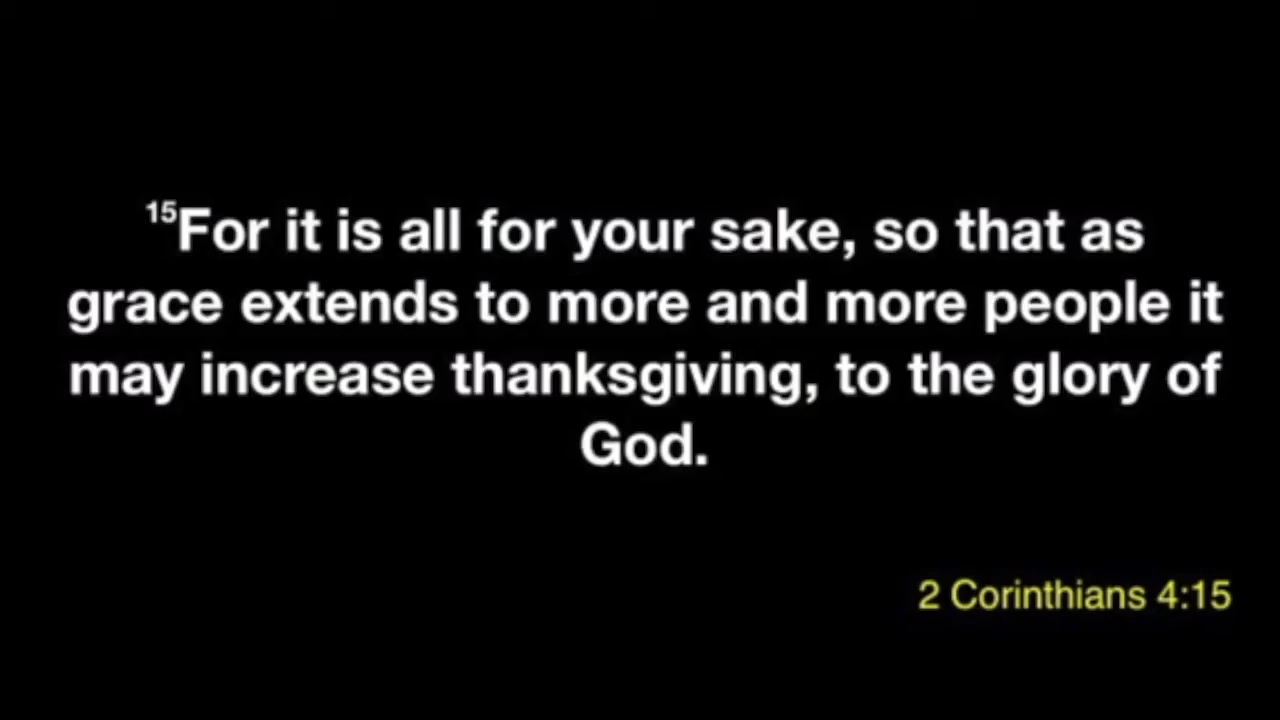 15For it is all for your sake, so that as
grace extends to more and more people it
may increase thanksgiving, to the glory of
God.
2 Corinthians 4:15